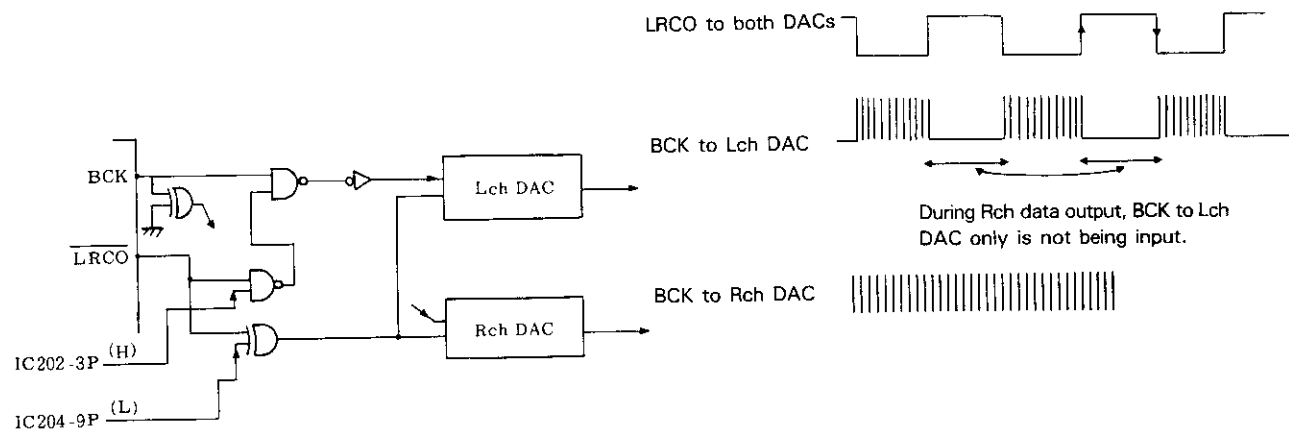 LRCO to both DACs
BCK to Lch DAC
BCK
Lch DAC
During Rch data output, BCK to Lch
DAC only is not being input.
LRCO
BCK to Rch DAC
Rch DAC
IC202-3P (H)
IC204-9P (L)